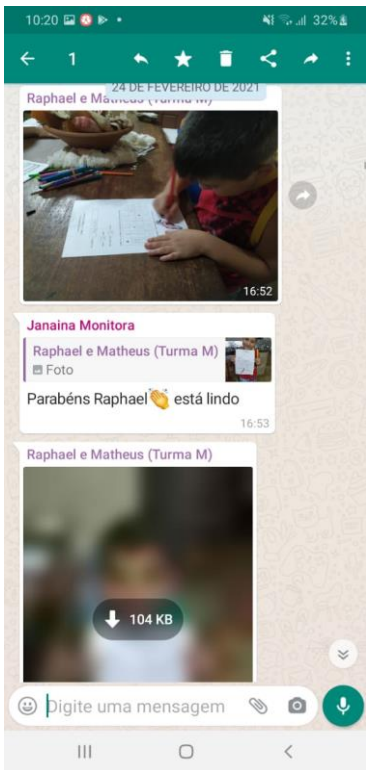 10:20 32%
1
24 DE FEVEREIRO DE 2021
Raphael e Matheus (Turma M)
16:52
Janaina Monitora
Raphael e Matheus (Turma M)
Foto
Parabéns Raphael👏 está lindo
16:53
Raphael e Matheus (Turma M)
104 KB
Digite uma mensagem